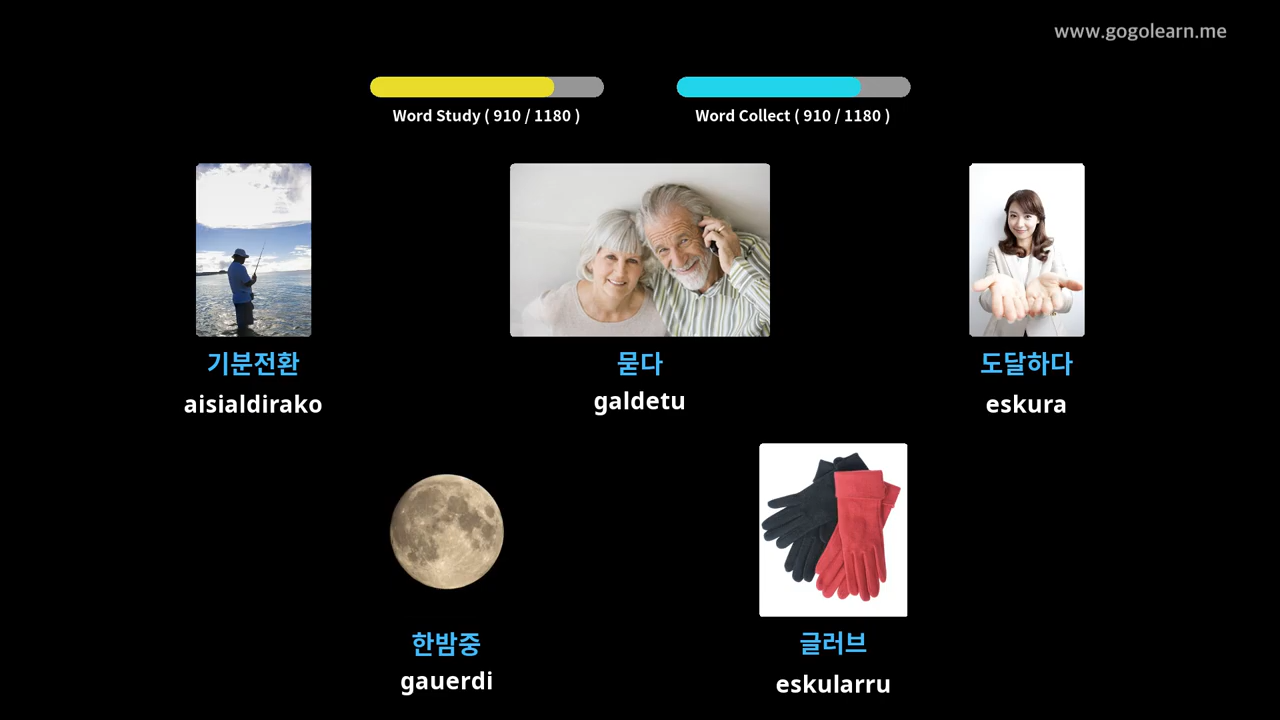 www.gogolearn.me
Word Study ( 910 / 1180 )
Word Collect ( 910 / 1180 )
기분전환
aisialdirako
묻다
galdetu
도달하다
eskura
한밤중
gauerdi
글러브
eskularru